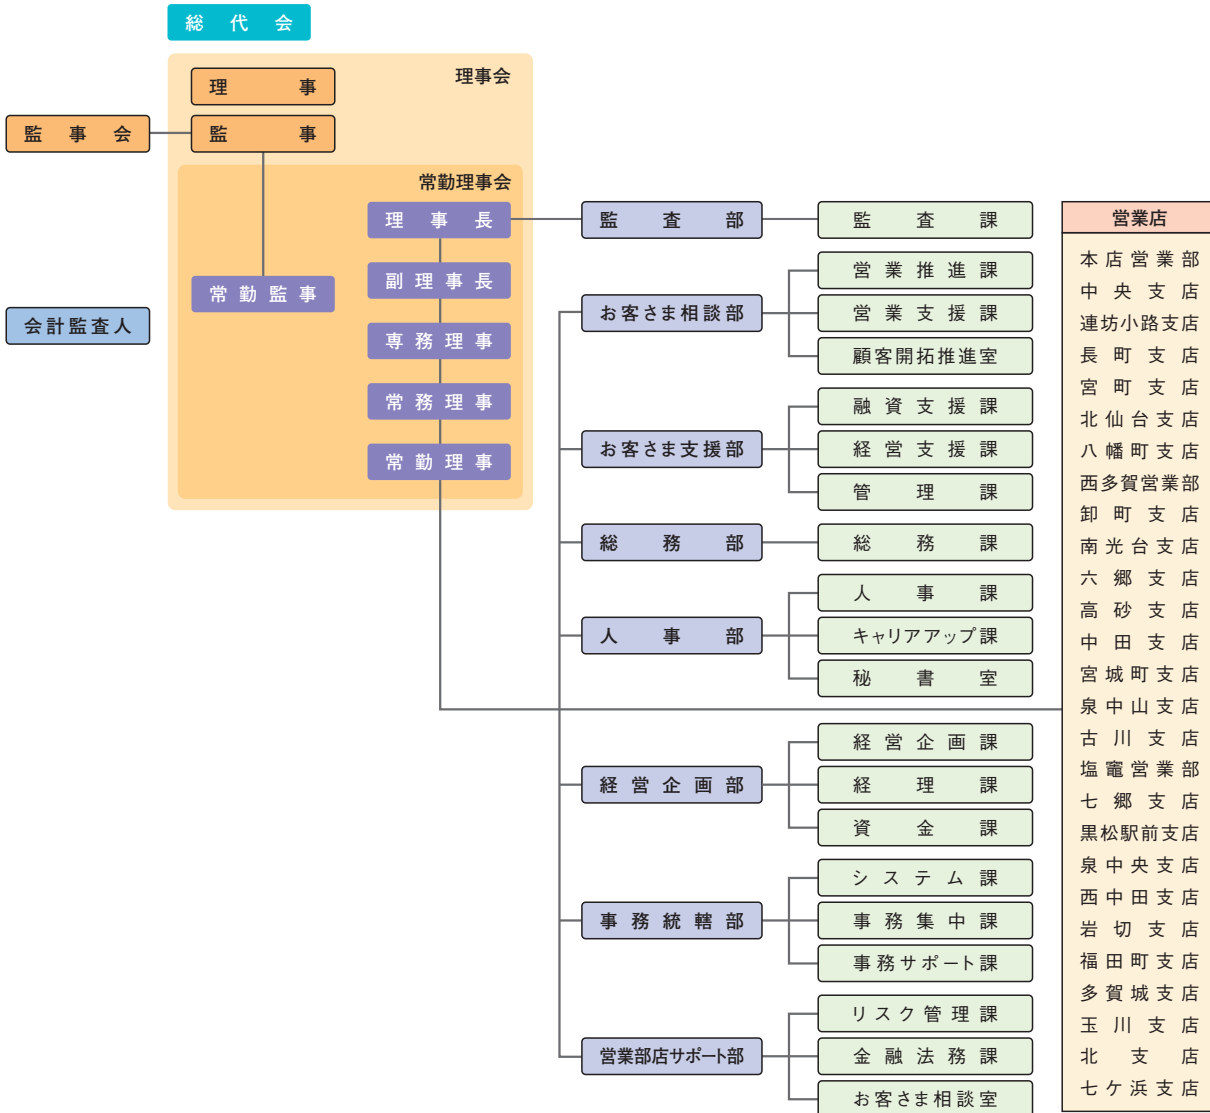 総代会
理事会
理事
監事会
監事
常勤理事会
理事長
副理事長
常勤監事
専務理事
会計監査人
常務理事
常勤理事
監査部
監査課
お客さま相談部
営業推進課
営業支援課
顧客開拓推進室
お客さま支援部
融資支援課
経営支援課
管理課
総務部
総務課
人事部
人事課
キャリアアップ課
秘書室
経営企画部
経営企画課
経理課
資金課
事務統轄部
システム課
事務集中課
事務サポート課
営業部店サポート部
リスク管理課
金融法務課
お客さま相談室
営業店
本店営業部
中央支店
連坊小路支店
長町支店
宮町支店
北仙台支店
八幡町支店
西多賀営業部
卸町支店
南光台支店
六郷支店
高砂支店
中田支店
宮城町支店
泉中山支店
古川支店
塩竈営業部
七郷支店
黒松駅前支店
泉中央支店
西中田支店
岩切支店
福田町支店
多賀城支店
玉川支店
北支店
七ケ浜支店